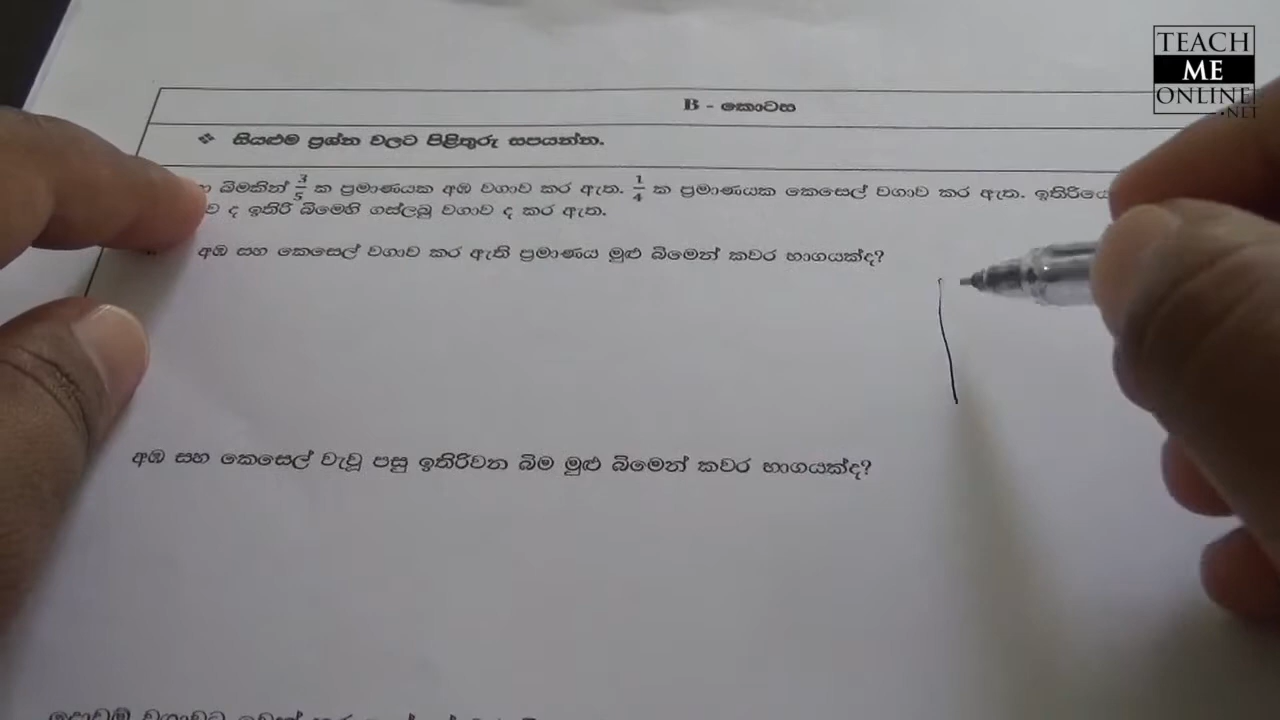 TEACH
ME
ONLINE
.NET
B - කොටස
❖ සියළුම ප්‍රශ්න වලට පිළිතුරු සපයන්න.
බිමකින් 3/5 ක ප්‍රමාණයක අඹ වගාව කර ඇත. 1/4 ක ප්‍රමාණයක කෙසෙල් වගාව කර ඇත.
ද ඉතිරි බිමෙහි ගස්ලබු වගාව ද කර ඇත.
අඹ සහ කෙසෙල් වගාව කර ඇති ප්‍රමාණය මුළු බිමෙන් කවර භාගයක්ද?
අඹ සහ කෙසෙල් වැවූ පසු ඉතිරිවන බිම මුළු බිමෙන් කවර භාගයක්ද?